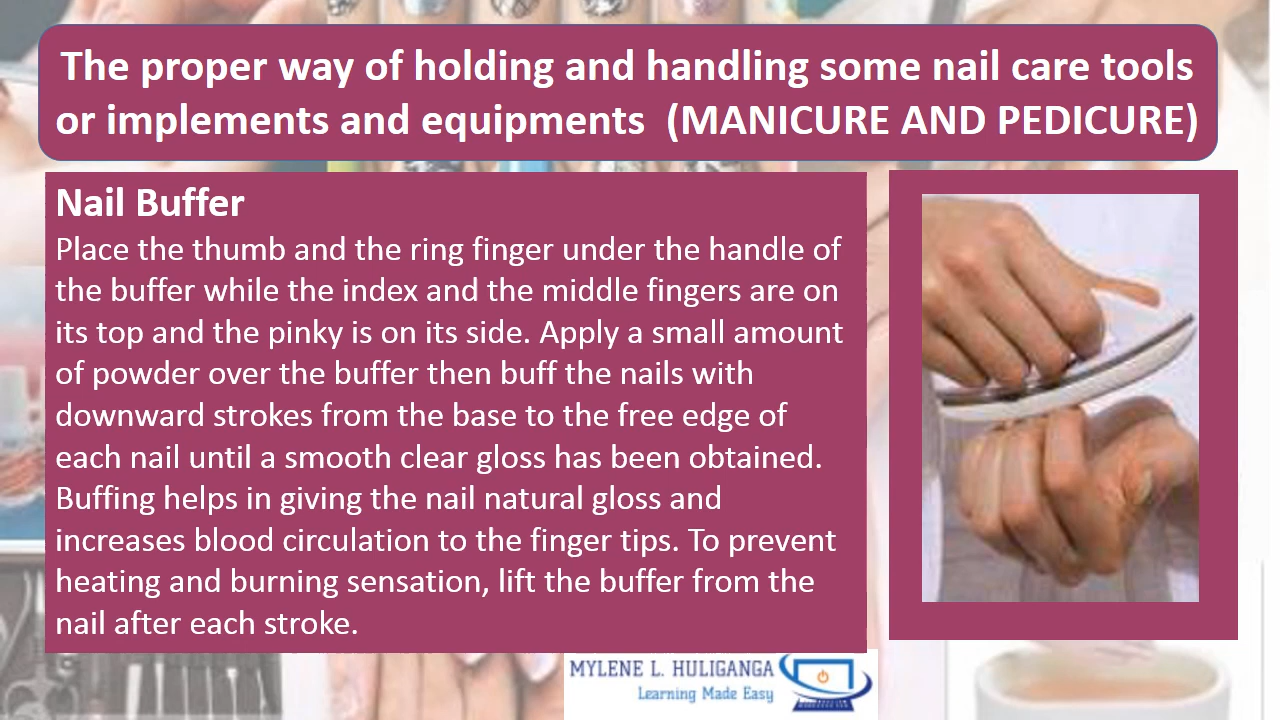 The proper way of holding and handling some nail care tools
or implements and equipments (MANICURE AND PEDICURE)
Nail Buffer
Place the thumb and the ring finger under the handle of
the buffer while the index and the middle fingers are on
its top and the pinky is on its side. Apply a small amount
of powder over the buffer then buff the nails with
downward strokes from the base to the free edge of
each nail until a smooth clear gloss has been obtained.
Buffing helps in giving the nail natural gloss and
increases blood circulation to the finger tips. To prevent
heating and burning sensation, lift the buffer from the
nail after each stroke.
MYLENE L. HULIGANGA
Learning Made Easy